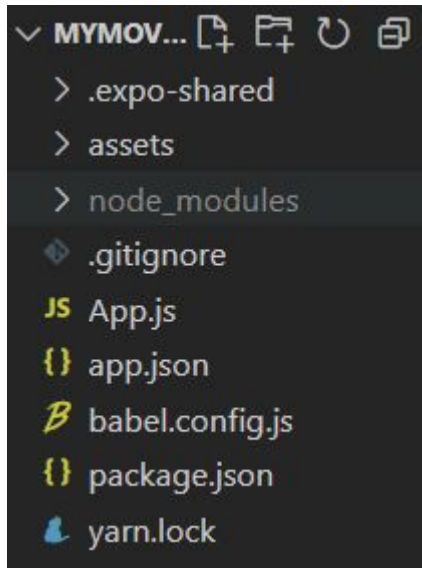 MYMOV...
.expo-shared
assets
node_modules
.gitignore
JS App.js
{} app.json
B babel.config.js
{} package.json
yarn.lock